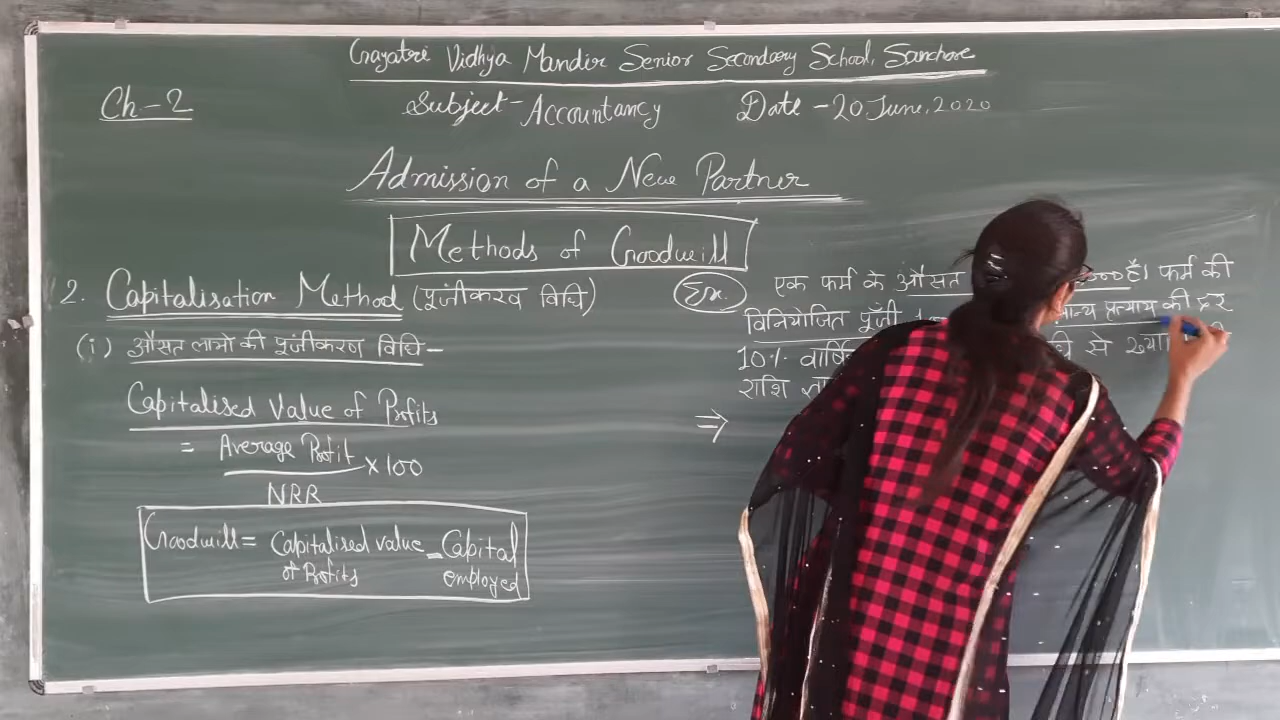 Gayatri Vidhya Mandir Senior Secondary School, Sanchore
Ch-2
Subject-Accountancy
Date -20.June.2020
Admission of a New Partner
Methods of Goodwill
2. Capitalisation Method (पूंजीकरण विधि)
(i) औसत लाभो की पूंजीकरण विधि-
Capitalised Value of Profits
= Average Profit
x 100
NRR
Goodwill = Capitalised value - Capital
of Profits employed
Ex. एक फर्म के औसत है। फर्म की
विनियोजित पूँजी प्रत्याय की दर
10%
राशि
⇒